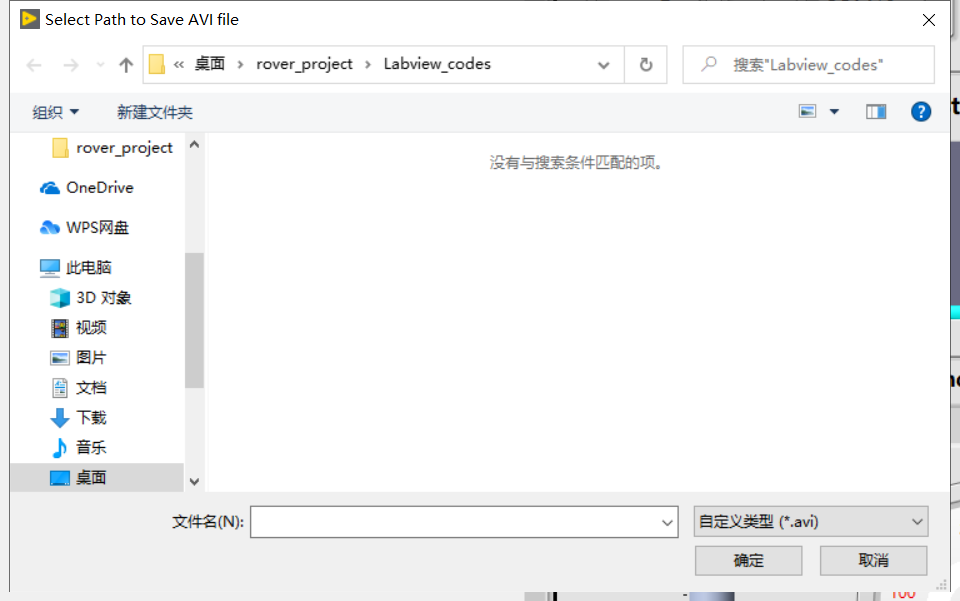 Select Path to Save AVI file
« 桌面 › rover_project › Labview_codes
搜索"Labview_codes"
组织 新建文件夹
rover_project
OneDrive
WPS网盘
此电脑
3D 对象
视频
图片
文档
下载
音乐
桌面
没有与搜索条件匹配的项。
文件名(N):
自定义类型 (*.avi)
确定 取消
100